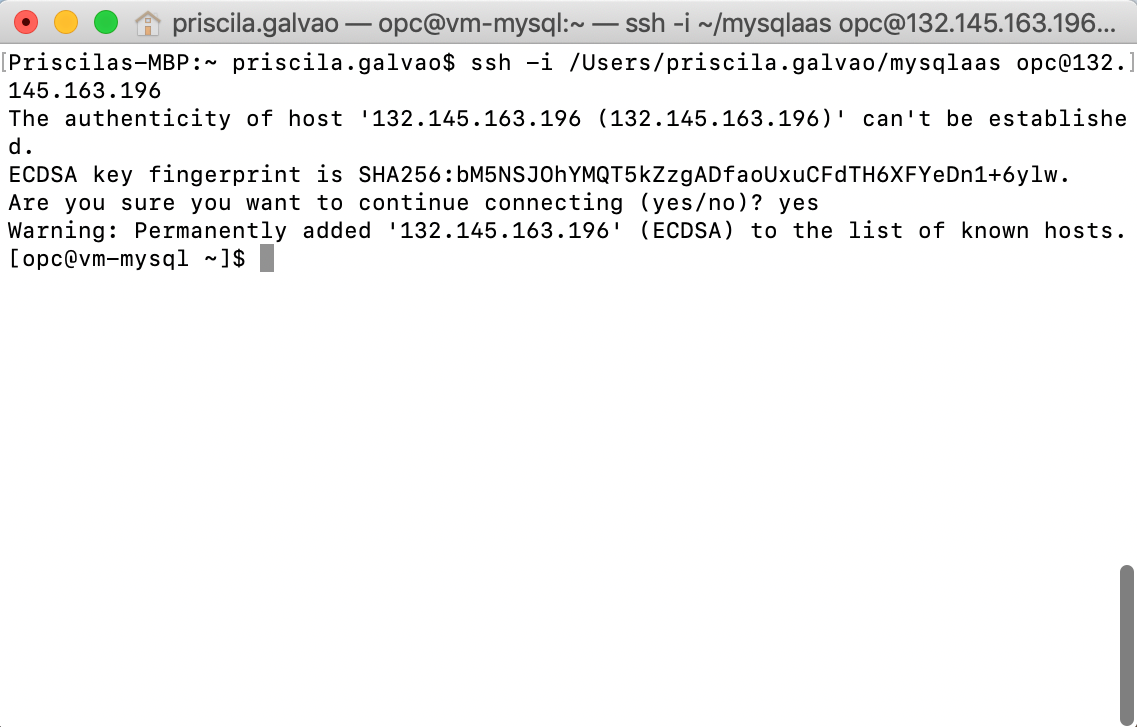 priscila.galvao — opc@vm-mysql:~ — ssh -i ~/mysqlaas opc@132.145.163.196...
[Priscilas-MBP:~ priscila.galvao$ ssh -i /Users/priscila.galvao/mysqlaas opc@132.]
145.163.196
The authenticity of host '132.145.163.196 (132.145.163.196)' can't be establishe
d.
ECDSA key fingerprint is SHA256:bM5NSJOhYMQT5kZzgADfaoUxuCFdTH6XFYeDn1+6ylw.
Are you sure you want to continue connecting (yes/no)? yes
Warning: Permanently added '132.145.163.196' (ECDSA) to the list of known hosts.
[opc@vm-mysql ~]$